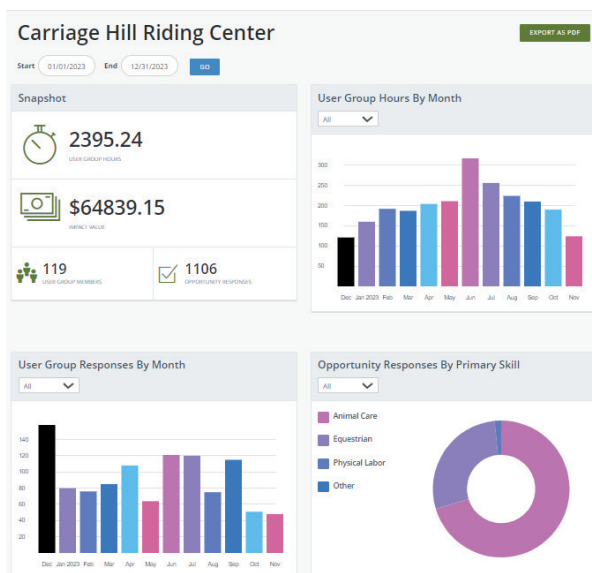 Carriage Hill Riding Center
EXPORT AS PDF
Start 01/01/2023 End 12/31/2023 GO
Snapshot
2395.24
USER GROUP HOURS
$64839.15
IMPACT VALUE
119
USER GROUP MEMBERS
1106
OPPORTUNITY RESPONSES
User Group Hours By Month
All
300
250
200
150
100
50
Dec Jan 2023 Feb Mar Apr May Jun Jul Aug Sep Oct Nov
User Group Responses By Month
All
140
120
100
80
60
40
20
Dec Jan 2023 Feb Mar Apr May Jun Jul Aug Sep Oct Nov
Opportunity Responses By Primary Skill
All
Animal Care
Equestrian
Physical Labor
Other